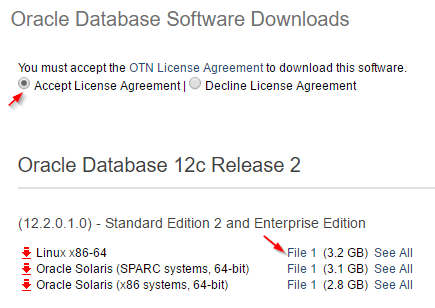 Oracle Database Software Downloads
You must accept the OTN License Agreement to download this software.
Accept License Agreement | Decline License Agreement
Oracle Database 12c Release 2
(12.2.0.1.0) - Standard Edition 2 and Enterprise Edition
Linux x86-64 File 1 (3.2 GB) See All
Oracle Solaris (SPARC systems, 64-bit) File 1 (3.1 GB) See All
Oracle Solaris (x86 systems, 64-bit) File 1 (2.8 GB) See All